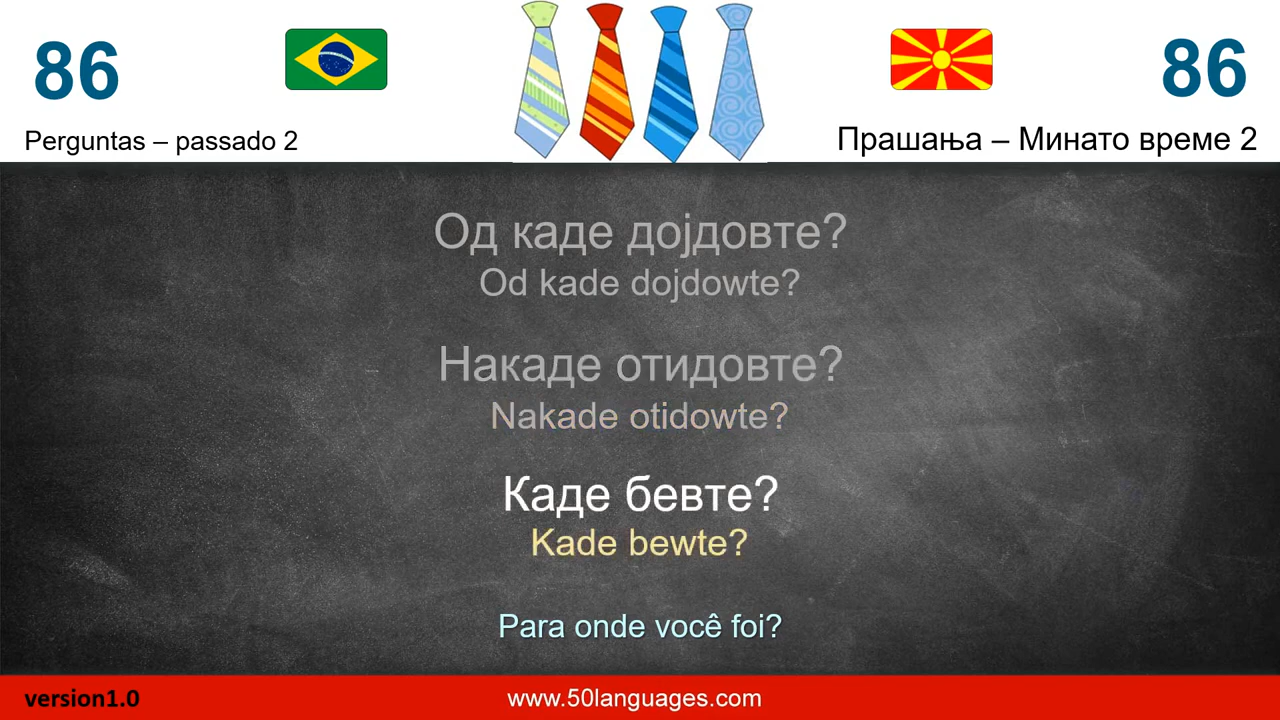 86
86
Perguntas – passado 2
Прашања – Минато време 2
Од каде дојдовте?
Od kade dojdowte?
Накаде отидовте?
Nakade otidowte?
Каде бевте?
Kade bewte?
Para onde você foi?
version1.0
www.50languages.com